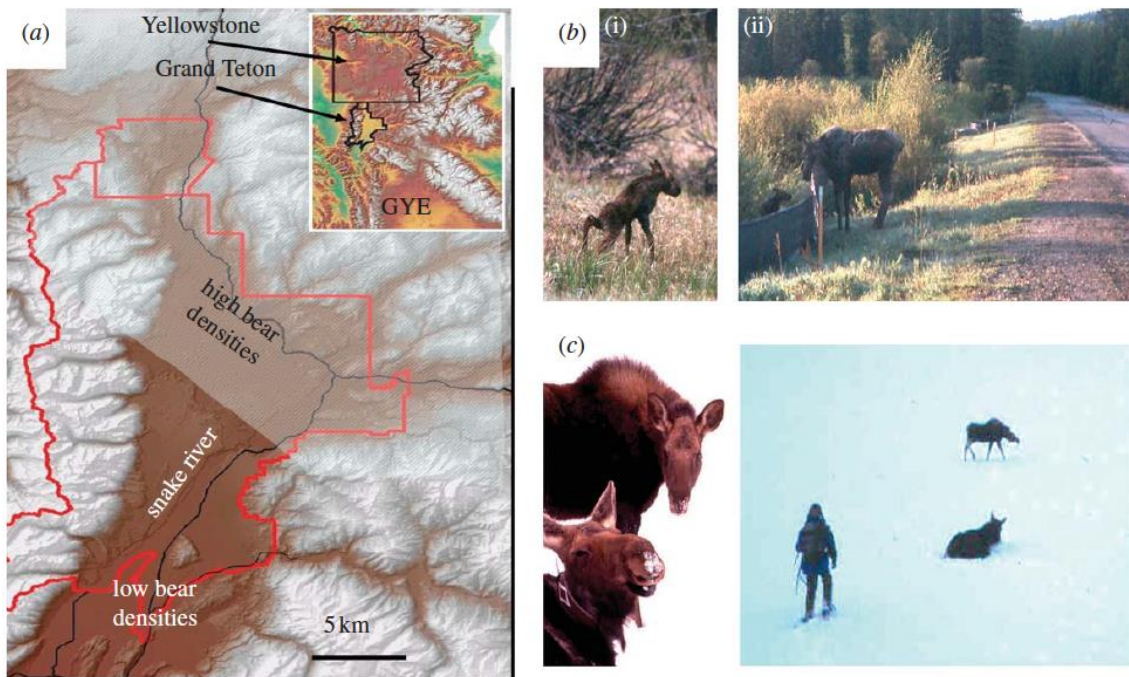 (a)
Yellowstone
Grand Teton
GYE
high bear
densities
snake river
low bear
densities
5 km
(b)
(i)
(ii)
(c)